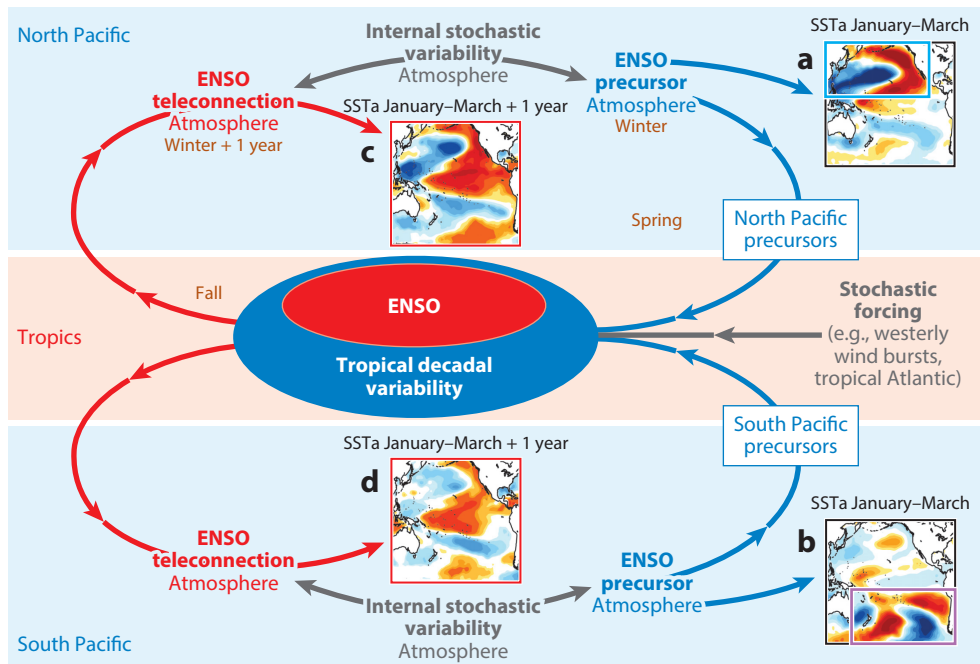 North Pacific
Internal stochastic
variability
Atmosphere
SSTa January–March
a
ENSO
teleconnection
Atmosphere
Winter + 1 year
ENSO
precursor
Atmosphere
Winter
SSTa January–March + 1 year
c
Spring
North Pacific
precursors
Tropics
Fall
ENSO
Tropical decadal
variability
Stochastic
forcing
(e.g., westerly
wind bursts,
tropical Atlantic)
South Pacific
precursors
SSTa January–March + 1 year
d
SSTa January–March
b
ENSO
teleconnection
Atmosphere
ENSO
precursor
Atmosphere
Internal stochastic
variability
Atmosphere
South Pacific